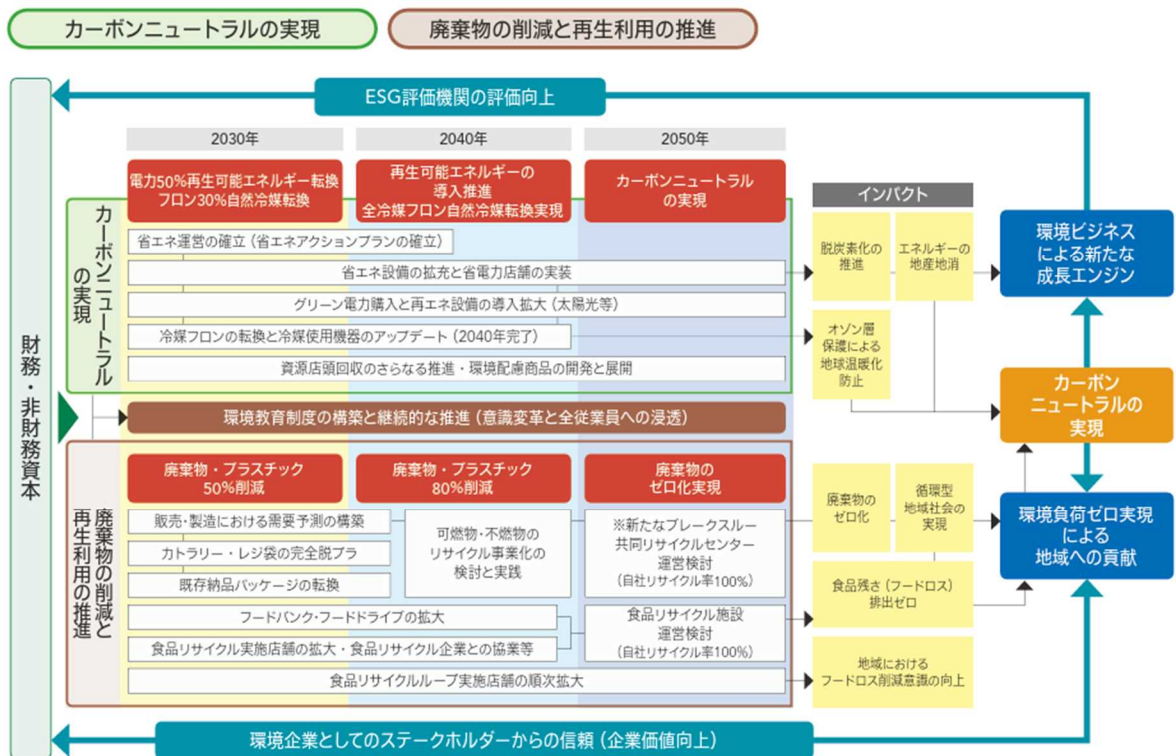 カーボンニュートラルの実現
廃棄物の削減と再生利用の推進
ESG評価機関の評価向上
2030年
2040年
2050年
電力50%再生可能エネルギー転換
フロン30%自然冷媒転換
再生可能エネルギーの
導入推進
全冷媒フロン自然冷媒転換実現
カーボンニュートラル
の実現
インパクト
財務・非財務資本
カーボンニュートラル
の実現
省エネ運営の確立（省エネアクションプランの確立）
省エネ設備の拡充と省電力店舗の実装
グリーン電力購入と再エネ設備の導入拡大（太陽光等）
冷媒フロンの転換と冷媒使用機器のアップデート（2040年完了）
資源店頭回収のさらなる推進・環境配慮商品の開発と展開
脱炭素化の
推進
エネルギーの
地産地消
オゾン層
保護による
地球温暖化
防止
環境ビジネス
による新たな
成長エンジン
カーボン
ニュートラルの
実現
環境負荷ゼロ実現
による
地域への貢献
環境教育制度の構築と継続的な推進（意識変革と全従業員への浸透）
廃棄物の削減と
再生利用の推進
廃棄物・プラスチック
50%削減
廃棄物・プラスチック
80%削減
廃棄物の
ゼロ化実現
販売・製造における需要予測の構築
カトラリー・レジ袋の完全脱プラ
既存納品パッケージの転換
可燃物・不燃物の
リサイクル事業化の
検討と実践
※新たなブレークスルー
共同リサイクルセンター
運営検討
（自社リサイクル率100%）
フードバンク・フードドライブの拡大
食品リサイクル実施店舗の拡大・食品リサイクル企業との協業等
食品リサイクル施設
運営検討
（自社リサイクル率100%）
食品リサイクルループ実施店舗の順次拡大
廃棄物の
ゼロ化
循環型
地域社会の
実現
食品残さ（フードロス）
排出ゼロ
地域における
フードロス削減意識の向上
環境企業としてのステークホルダーからの信頼（企業価値向上）